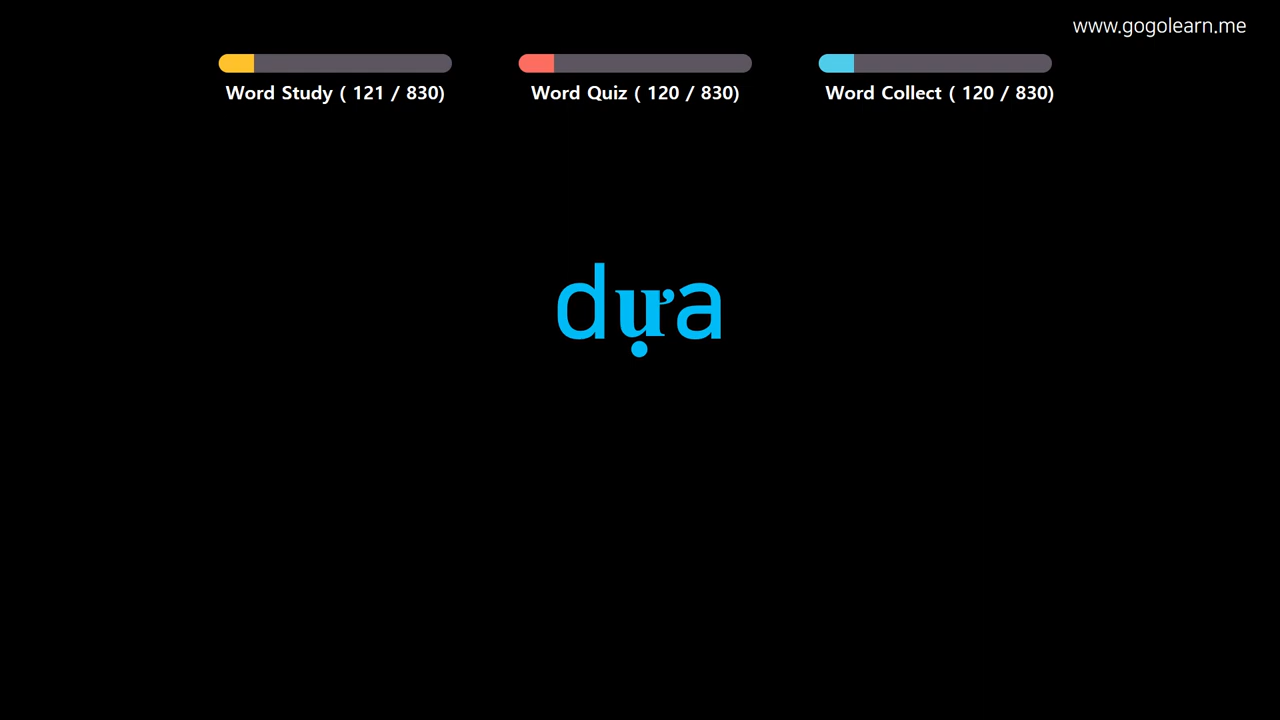 www.gogolearn.me
Word Study ( 121 / 830)
Word Quiz ( 120 / 830)
Word Collect ( 120 / 830)
dựa